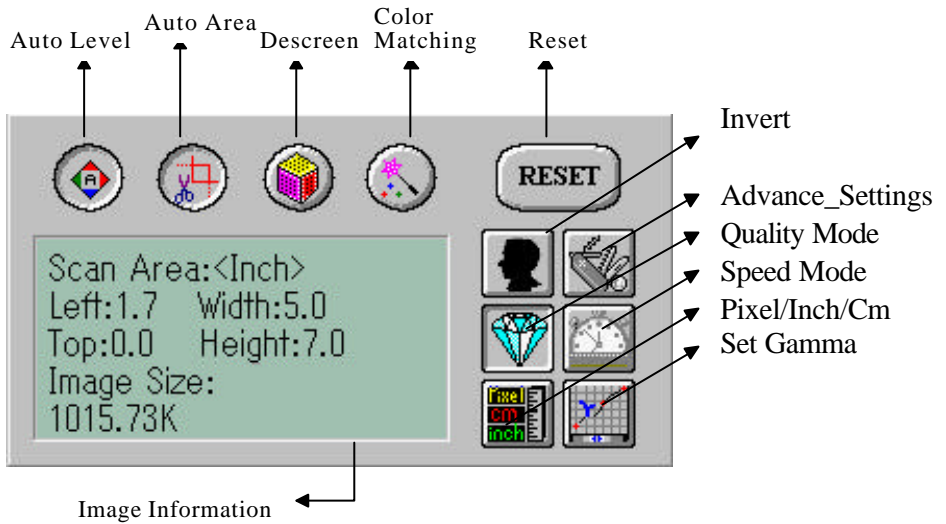 Auto Level
Auto Area
Descreen
Color
Matching
Reset
A
RESET
Invert
Advance_Settings
Quality Mode
Speed Mode
Pixel/Inch/Cm
Set Gamma
Scan Area:<Inch>
Left:1.7 Width:5.0
Top:0.0 Height:7.0
Image Size:
1015.73K
Pixel
cm
inch
γ
Image Information